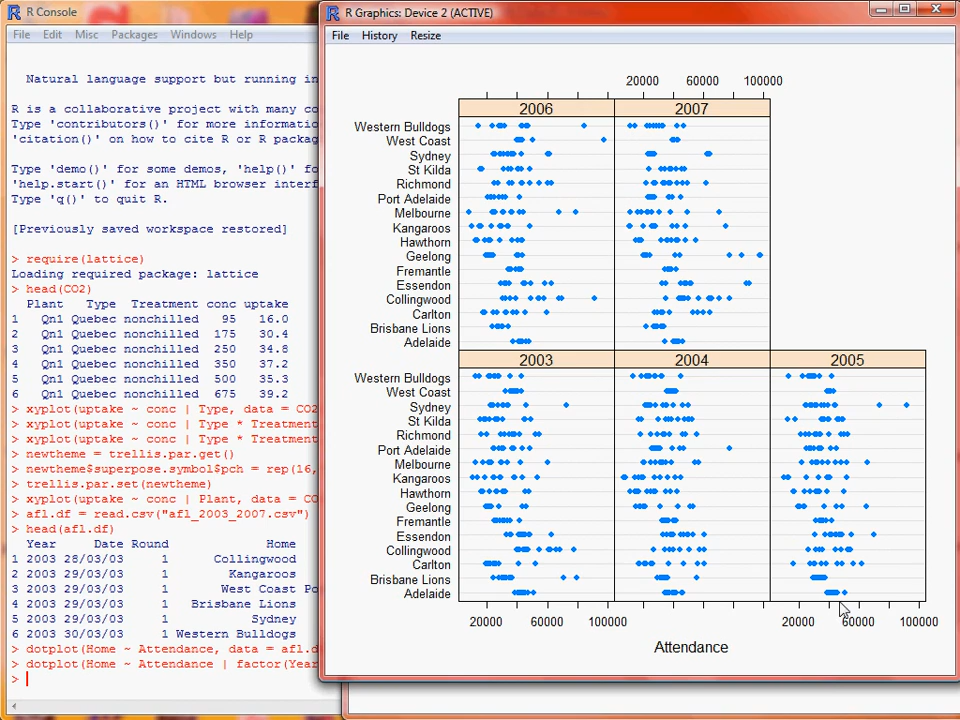 R Console
File Edit Misc Packages Windows Help
Natural language support but running in
R is a collaborative project with many co
Type 'contributors()' for more informatio
'citation()' on how to cite R or R packag
Type 'demo()' for some demos, 'help()' fo
'help.start()' for an HTML browser interf
Type 'q()' to quit R.
[Previously saved workspace restored]
> require(lattice)
Loading required package: lattice
> head(CO2)
Plant Type Treatment conc uptake
1 Qn1 Quebec nonchilled 95 16.0
2 Qn1 Quebec nonchilled 175 30.4
3 Qn1 Quebec nonchilled 250 34.8
4 Qn1 Quebec nonchilled 350 37.2
5 Qn1 Quebec nonchilled 500 35.3
6 Qn1 Quebec nonchilled 675 39.2
> xyplot(uptake ~ conc | Type, data = CO2
> xyplot(uptake ~ conc | Type * Treatment
> xyplot(uptake ~ conc | Type * Treatment
> newtheme = trellis.par.get()
> newtheme$superpose.symbol$pch = rep(16,
> trellis.par.set(newtheme)
> xyplot(uptake ~ conc | Plant, data = CO
> afl.df = read.csv("afl_2003_2007.csv")
> head(afl.df)
Year Date Round Home
1 2003 28/03/03 1 Collingwood
2 2003 29/03/03 1 Kangaroos
3 2003 29/03/03 1 West Coast Po
4 2003 29/03/03 1 Brisbane Lions
5 2003 29/03/03 1 Sydney
6 2003 30/03/03 1 Western Bulldogs
> dotplot(Home ~ Attendance, data = afl.d
> dotplot(Home ~ Attendance | factor(Year
>
R Graphics: Device 2 (ACTIVE)
File History Resize
20000 60000 100000
2006 2007
Western Bulldogs
West Coast
Sydney
St Kilda
Richmond
Port Adelaide
Melbourne
Kangaroos
Hawthorn
Geelong
Fremantle
Essendon
Collingwood
Carlton
Brisbane Lions
Adelaide
2003 2004 2005
Western Bulldogs
West Coast
Sydney
St Kilda
Richmond
Port Adelaide
Melbourne
Kangaroos
Hawthorn
Geelong
Fremantle
Essendon
Collingwood
Carlton
Brisbane Lions
Adelaide
20000 60000 100000 20000 60000 100000
Attendance